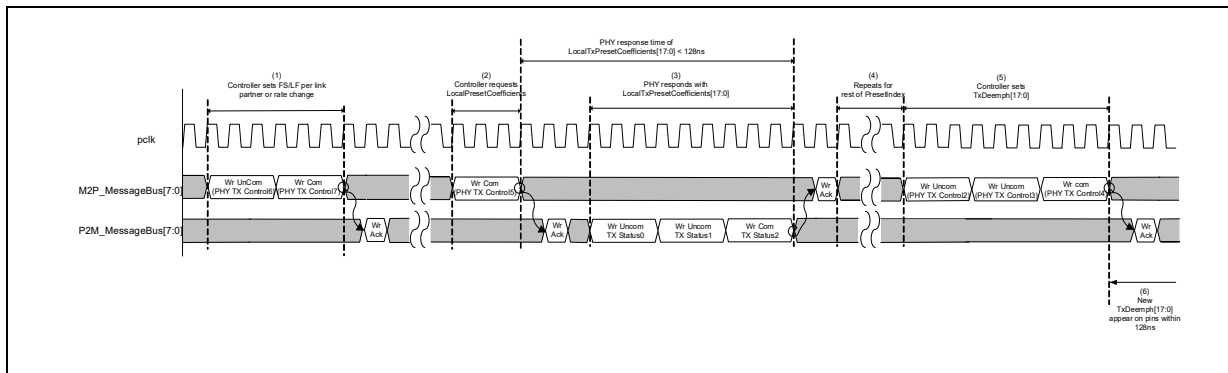 PHY response time of
LocalTxPresetCoefficients[17:0] < 128ns
(1)
Controller sets FS/LF per link
partner or rate change
(2)
Controller requests
LocalPresetCoefficients
(3)
PHY responds with
LocalTxPresetCoefficients[17:0]
(4)
Repeats for
rest of PresetIndex
(5)
Controller sets
TxDeemph[17:0]
pclk
M2P_MessageBus[7:0]
Wr UnCom
(PHY TX Control6)
Wr Com
(PHY TX Control7)
Wr Com
(PHY TX Control5)
Wr
Ack
Wr Uncom
(PHY TX Control2)
Wr Uncom
(PHY TX Control3)
Wr com
(PHY TX Control4)
P2M_MessageBus[7:0]
Wr
Ack
Wr
Ack
Wr Uncom
TX Status0
Wr Uncom
TX Status1
Wr Com
TX Status2
Wr
Ack
(6)
New
TxDeemph[17:0]
appear on pins within
128ns